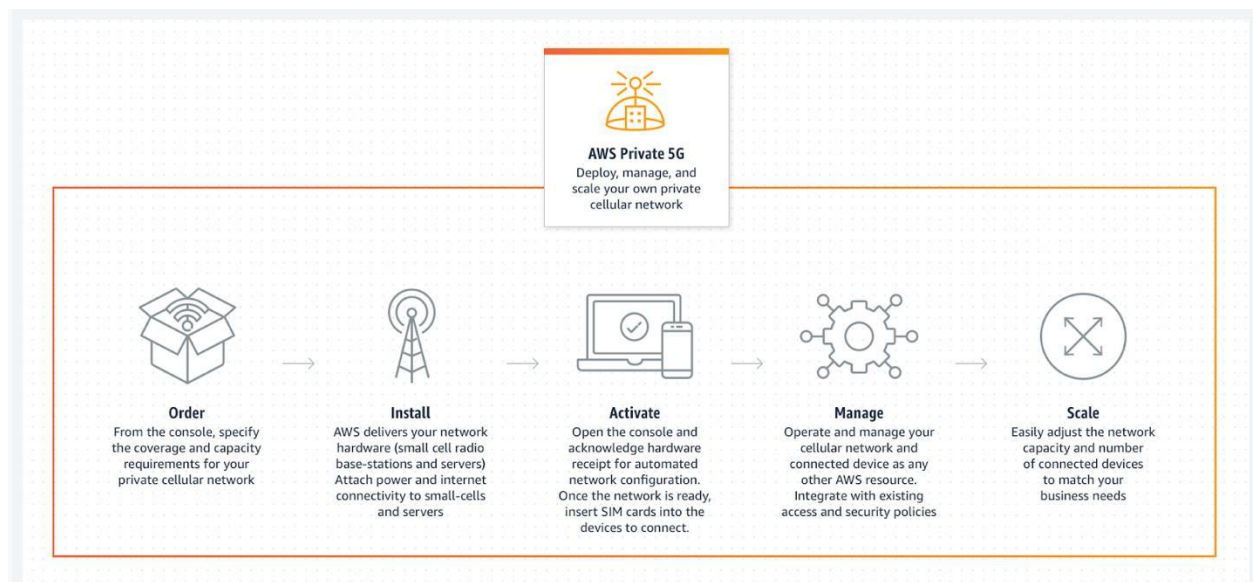 AWS Private 5G
Deploy, manage, and
scale your own private
cellular network
Order
From the console, specify
the coverage and capacity
requirements for your
private cellular network
Install
AWS delivers your network
hardware (small cell radio
base-stations and servers)
Attach power and internet
connectivity to small-cells
and servers
Activate
Open the console and
acknowledge hardware
receipt for automated
network configuration.
Once the network is ready,
insert SIM cards into the
devices to connect.
Manage
Operate and manage your
cellular network and
connected device as any
other AWS resource.
Integrate with existing
access and security policies
Scale
Easily adjust the network
capacity and number
of connected devices
to match your
business needs